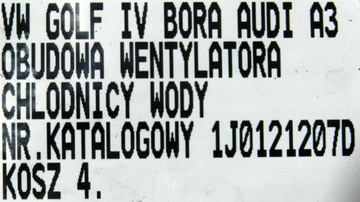 VW GOLF IV BORA AUDI A3
OBUDOWA WENTYLATORA
CHLODNICY WODY
NR.KATALOGOWY 1J0121207D
KOSZ 4.